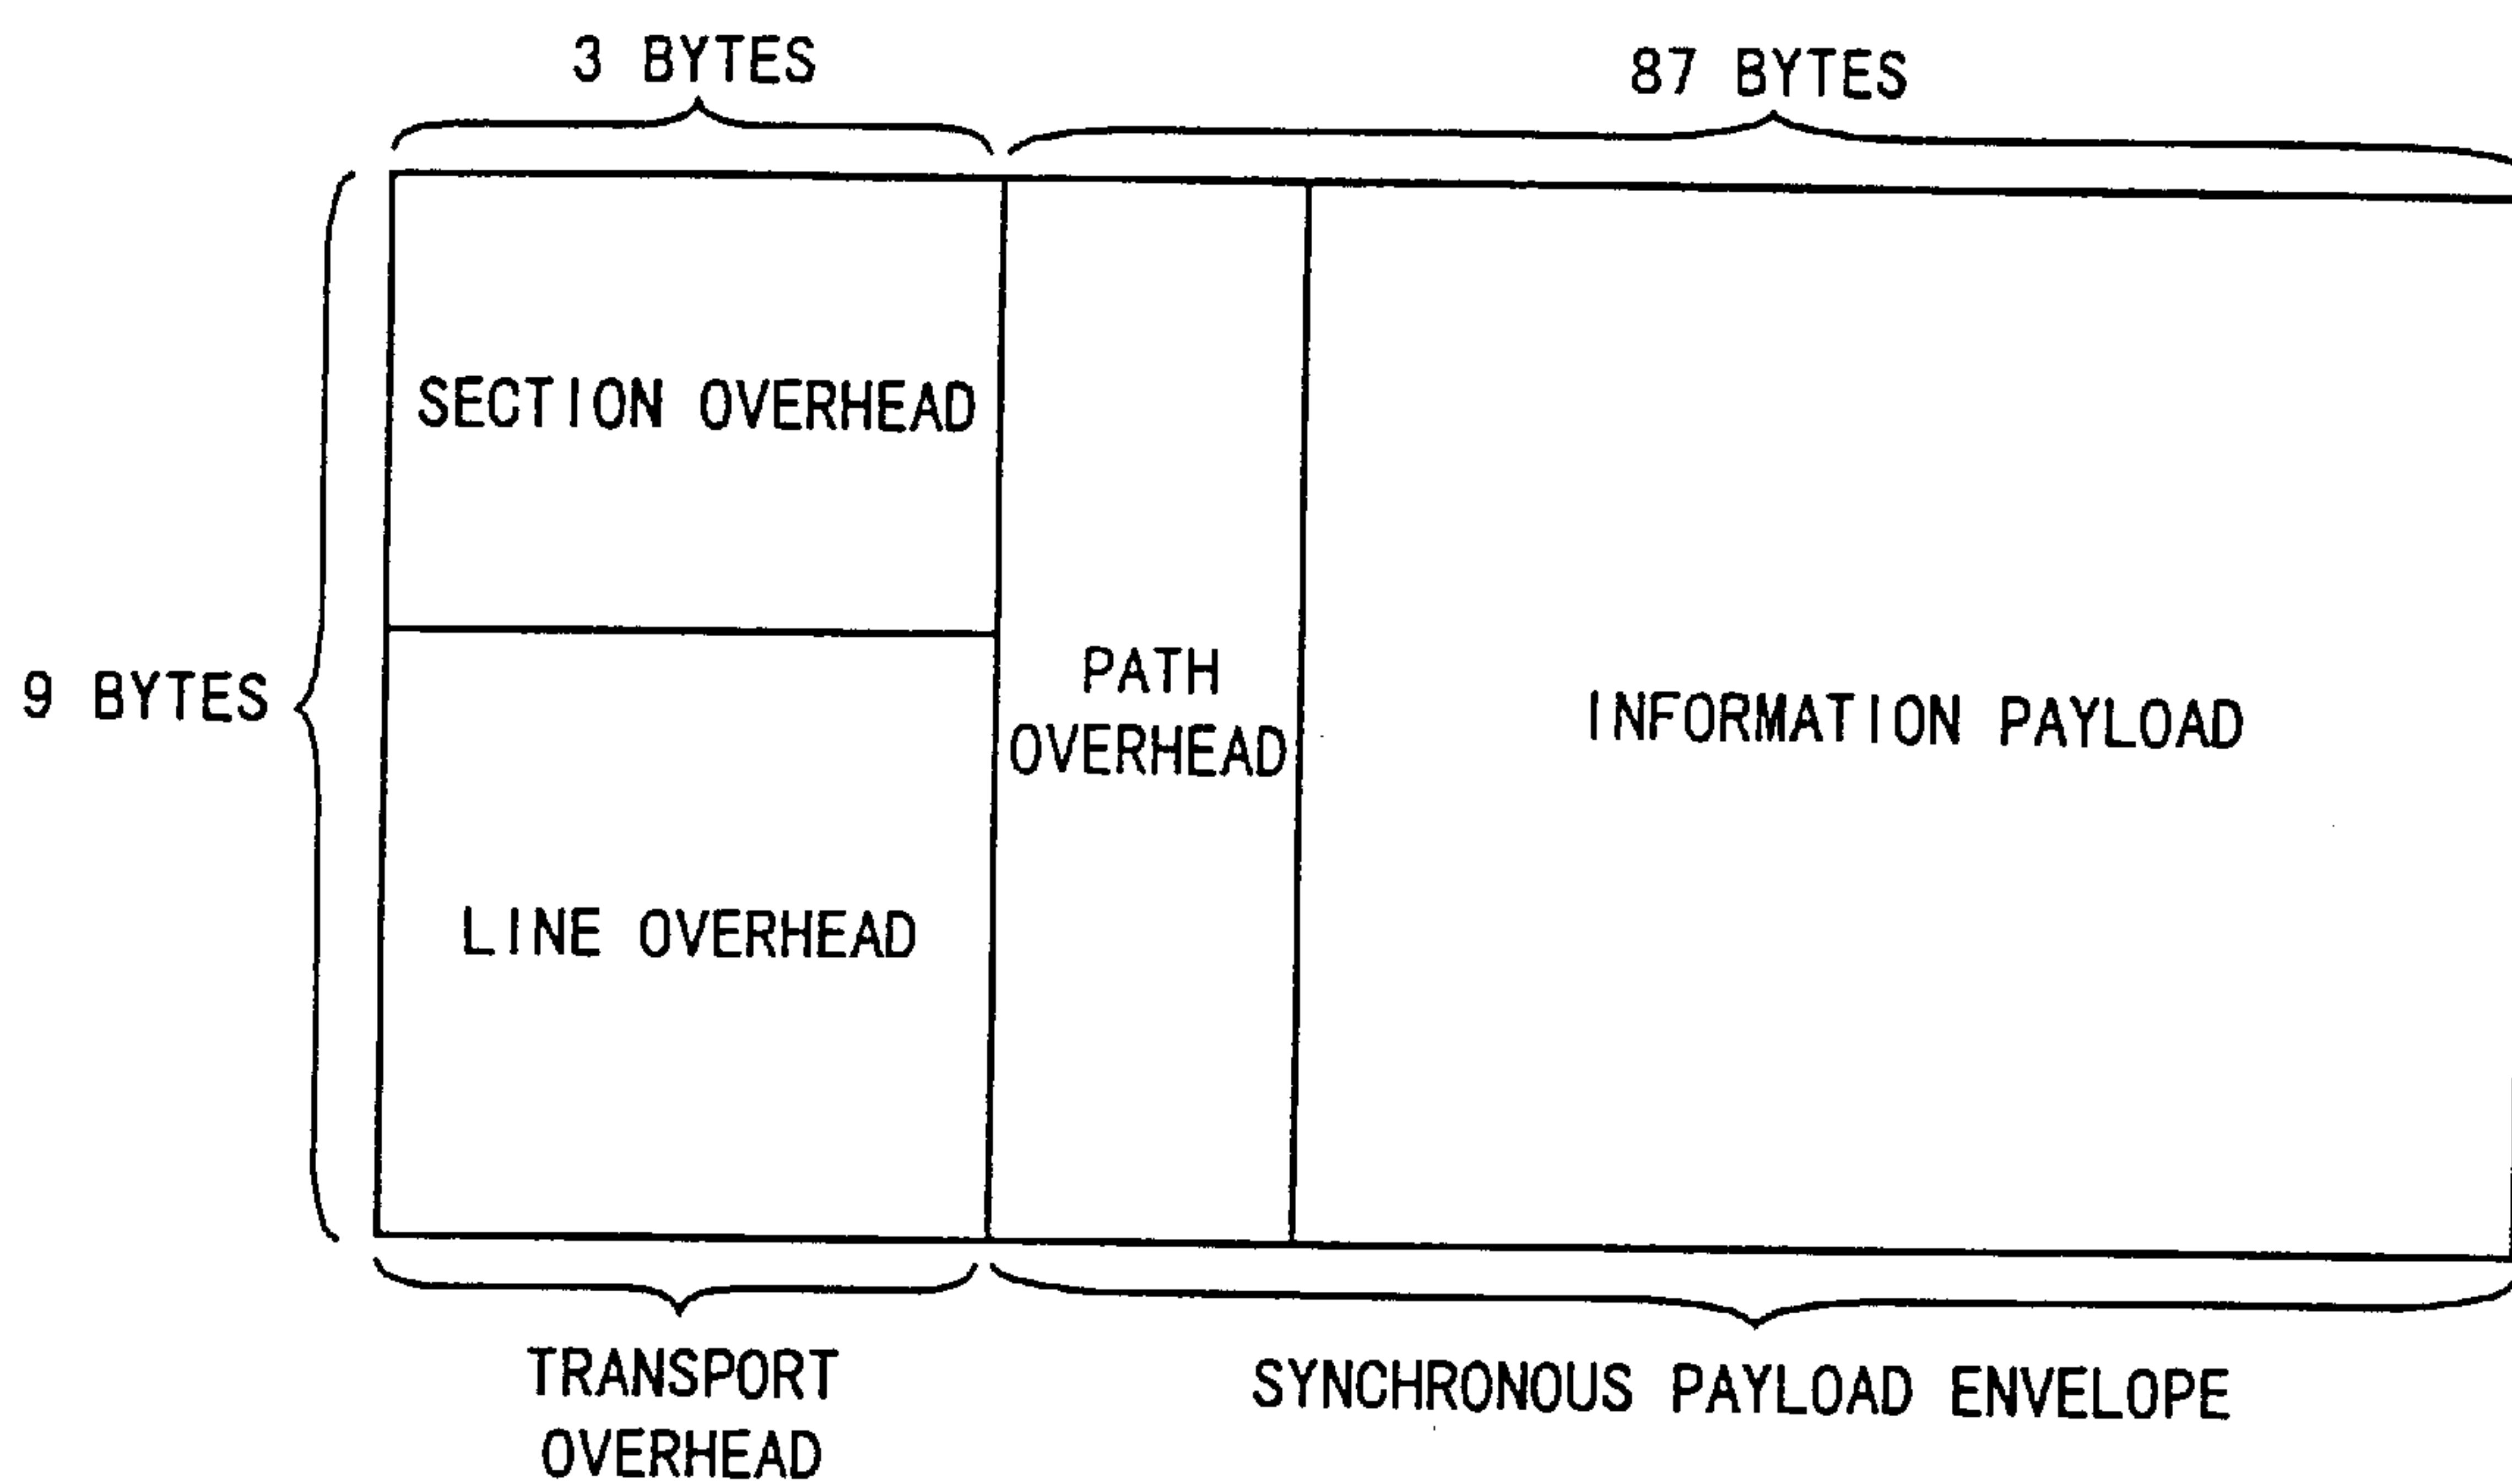 3 BYTES
87 BYTES
9 BYTES
SECTION OVERHEAD
LINE OVERHEAD
PATH
OVERHEAD
INFORMATION PAYLOAD
TRANSPORT
OVERHEAD
SYNCHRONOUS PAYLOAD ENVELOPE